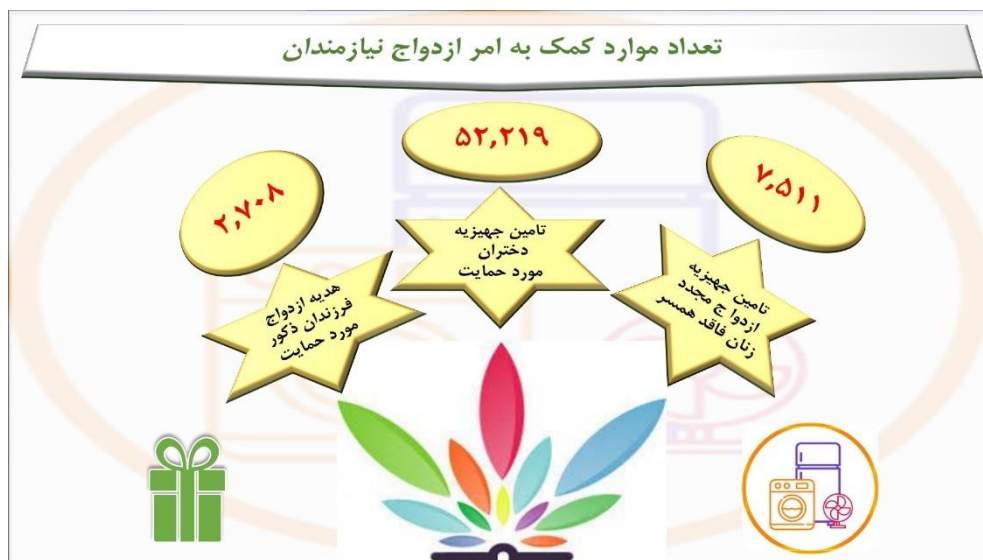 تعداد موارد کمک به امر ازدواج نیازمندان
۷,۵۱۱
تامین جهیزیه
ازدواج مجدد
زنان فاقد همسر
۵۲,۲۱۹
تامین جهیزیه
دختران
مورد حمایت
۲,۷۰۸
هدیه ازدواج
فرزندان ذکور
مورد حمایت